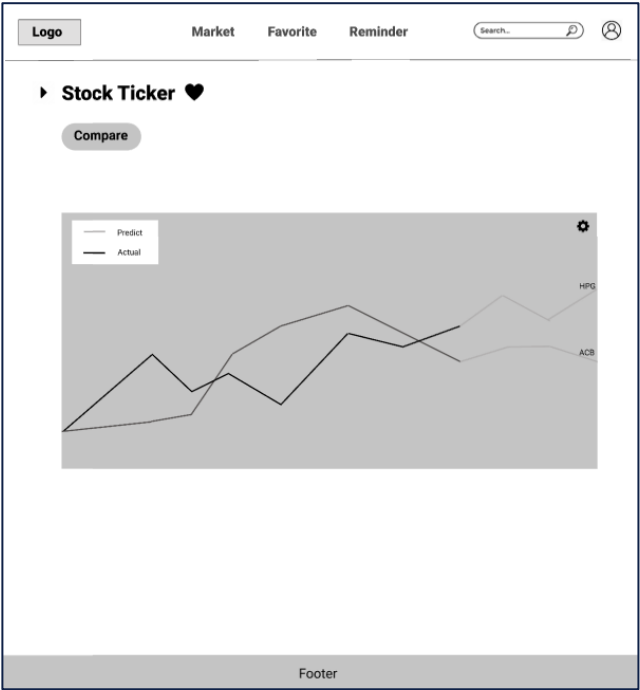 Logo
Market Favorite Reminder
Search...
Stock Ticker
Compare
Predict
Actual
HPG
ACB
Footer